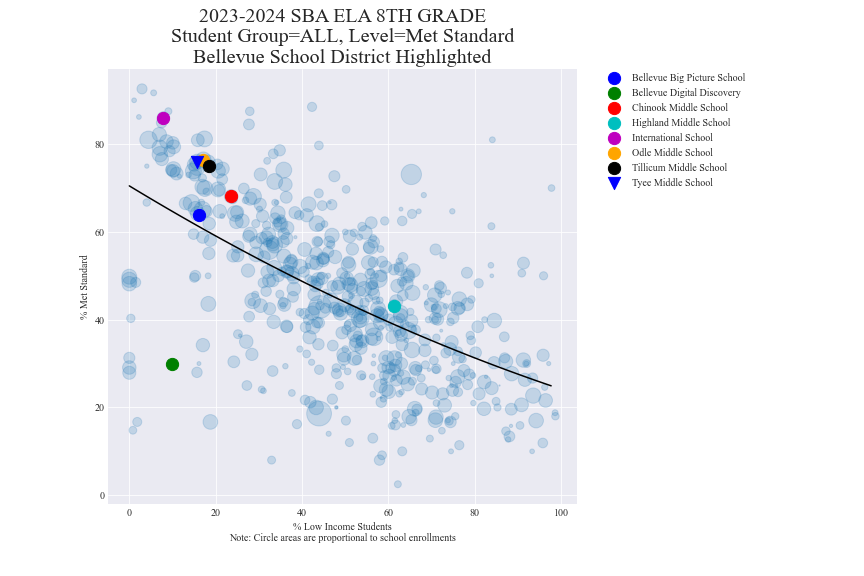 2023-2024 SBA ELA 8TH GRADE
Student Group=ALL, Level=Met Standard
Bellevue School District Highlighted
Bellevue Big Picture School
Bellevue Digital Discovery
Chinook Middle School
Highland Middle School
International School
Odle Middle School
Tillicum Middle School
Tyee Middle School
% Met Standard
80
60
40
20
0
0 20 40 60 80 100
% Low Income Students
Note: Circle areas are proportional to school enrollments